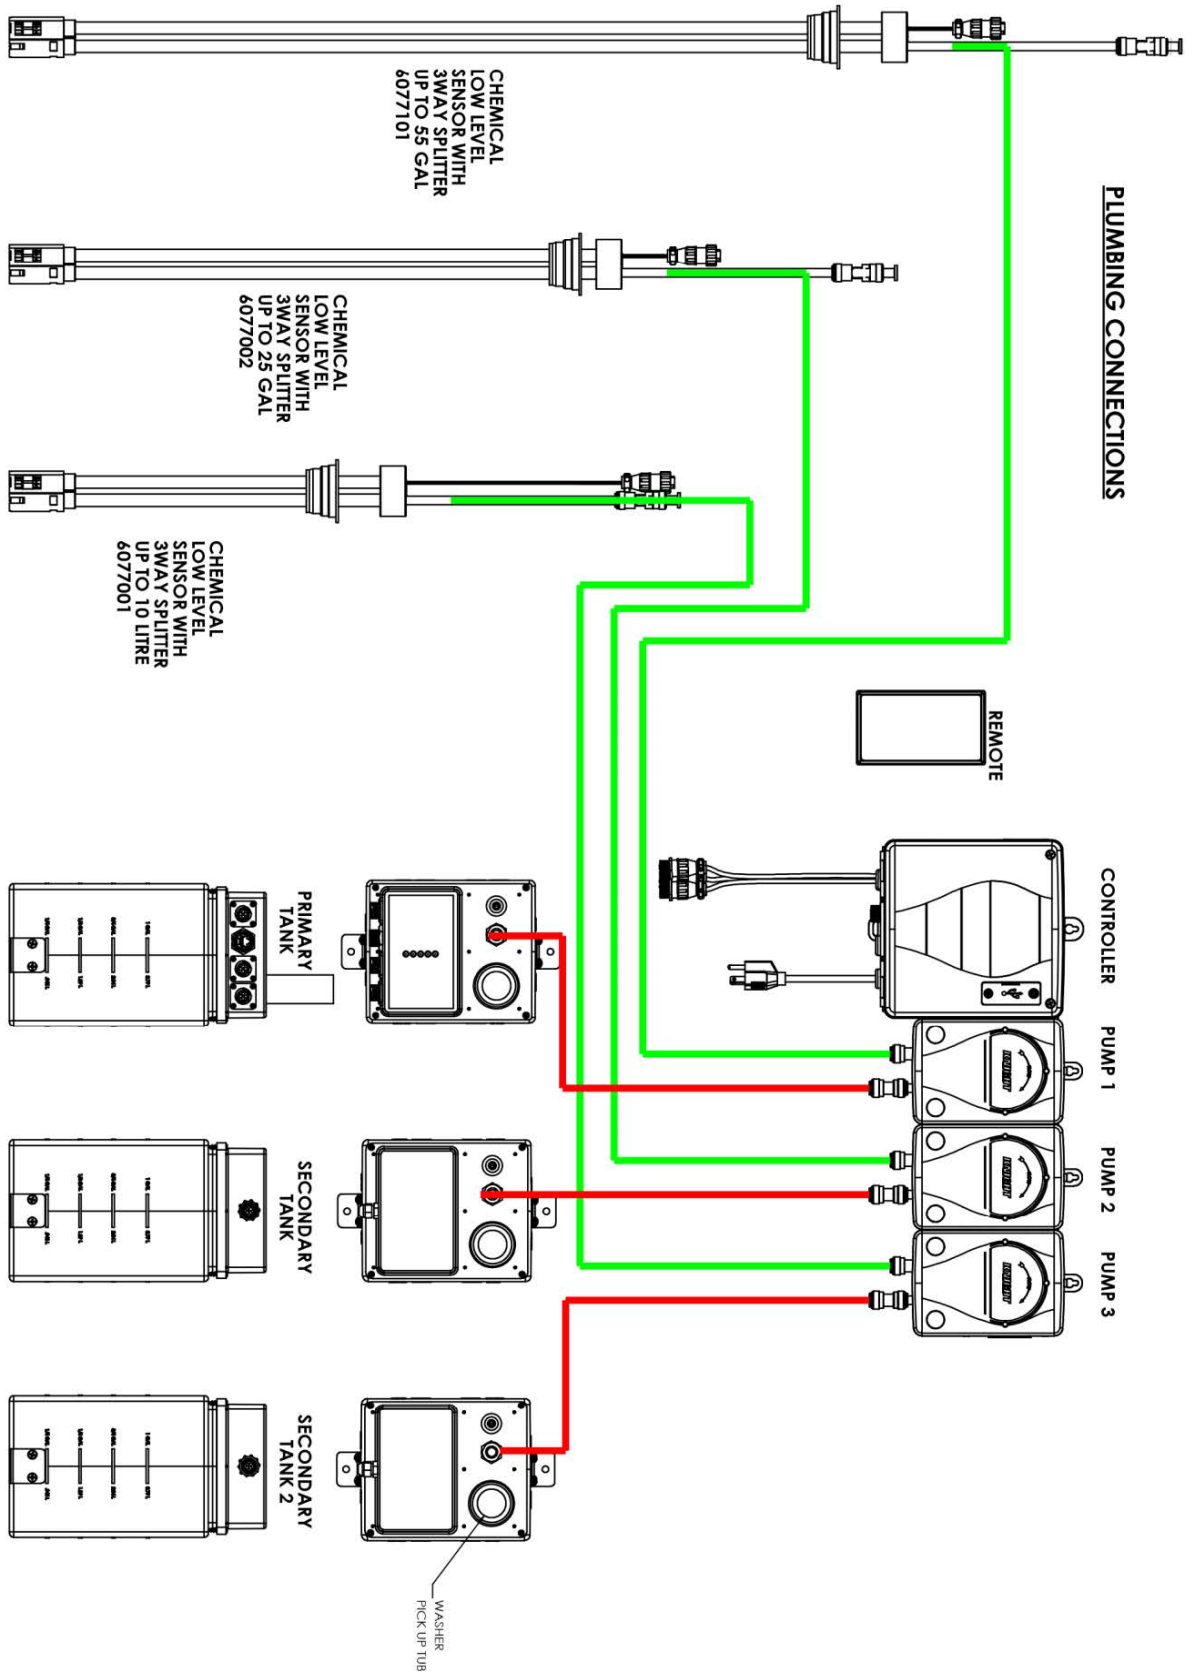 PLUMBING CONNECTIONS
CHEMICAL
LOW LEVEL
SENSOR WITH
3WAY SPLITTER
UP TO 55 GAL
6077101
CHEMICAL
LOW LEVEL
SENSOR WITH
3WAY SPLITTER
UP TO 25 GAL
6077002
CHEMICAL
LOW LEVEL
SENSOR WITH
3WAY SPLITTER
UP TO 10 LITRE
6077001
REMOTE
CONTROLLER
PUMP 1
PUMP 2
PUMP 3
KNIGHT
KNIGHT
KNIGHT
PRIMARY
TANK
SECONDARY
TANK
SECONDARY
TANK 2
WASHER
PICK UP TUB